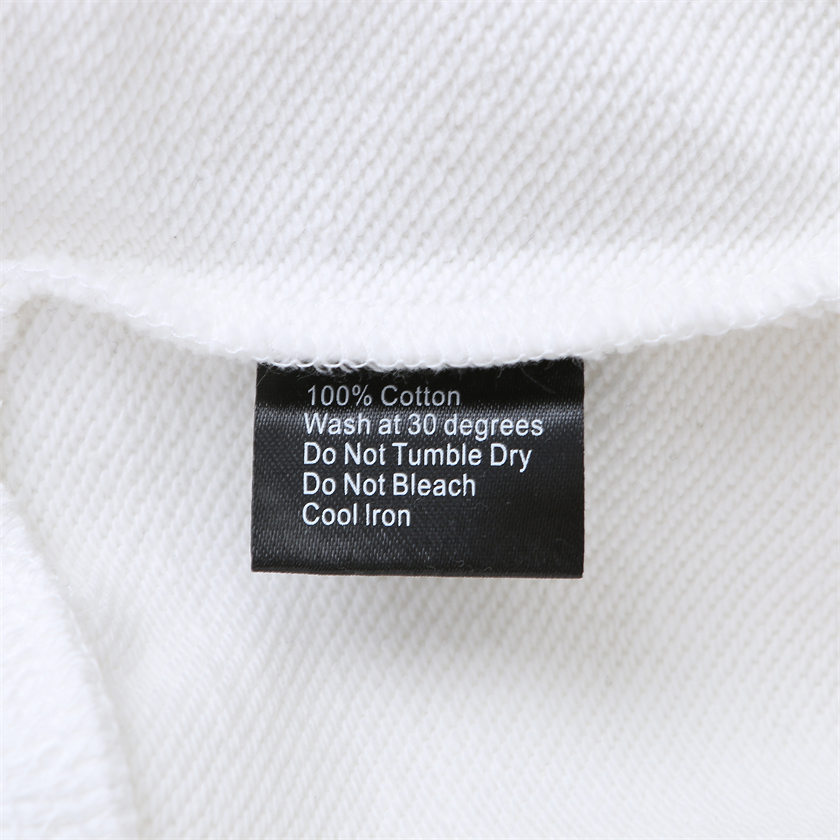 100% Cotton
Wash at 30 degrees
Do Not Tumble Dry
Do Not Bleach
Cool Iron